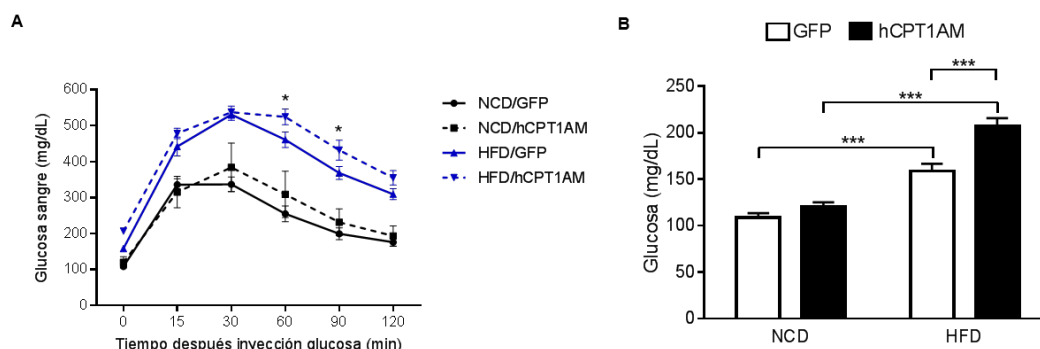 A
Glucosa sangre (mg/dL)
600
500
400
300
200
100
0
0 15 30 60 90 120
Tiempo después inyección glucosa (min)
* *
NCD/GFP
NCD/hCPT1AM
HFD/GFP
HFD/hCPT1AM
B
GFP hCPT1AM
Glucosa (mg/dL)
250
200
150
100
50
0
***
***
***
NCD HFD